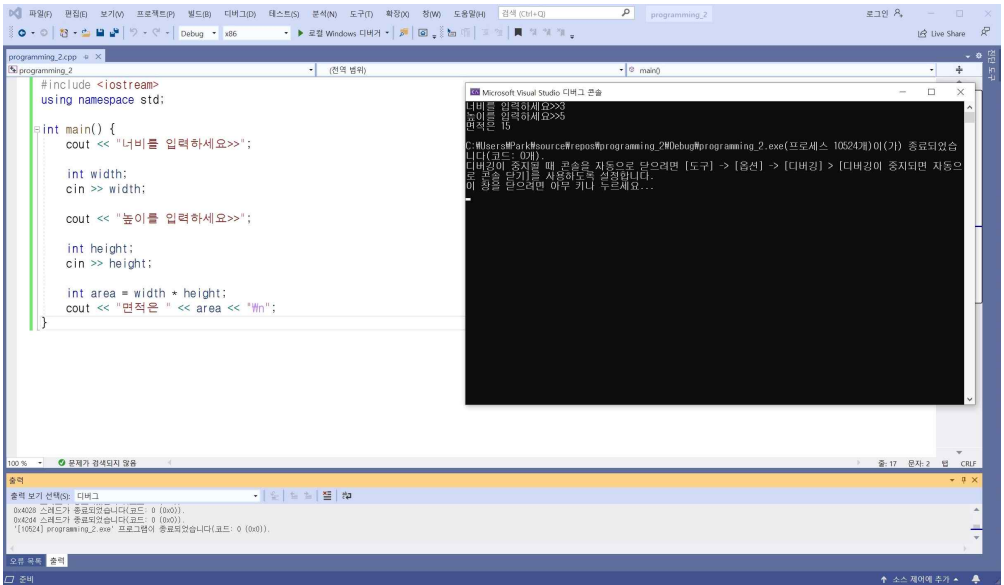 파일(F) 편집(E) 보기(V) 프로젝트(P) 빌드(B) 디버그(D) 테스트(S) 분석(N) 도구(T) 확장(X) 창(W) 도움말(H) 검색 (Ctrl+Q) programming_2 로그인
Debug x86 로컬 Windows 디버거 Live Share
programming_2.cpp
programming_2 (전역 범위) main()
#include <iostream>
using namespace std;
int main() {
cout << "너비를 입력하세요>>";
int width;
cin >> width;
cout << "높이를 입력하세요>>";
int height;
cin >> height;
int area = width * height;
cout << "면적은 " << area << "₩n";
}
Microsoft Visual Studio 디버그 콘솔
너비를 입력하세요>>3
높이를 입력하세요>>5
면적은 15
C:₩Users₩Park₩source₩repos₩programming_2₩Debug₩programming_2.exe(프로세스 10524개)이(가) 종료되었습
니다(코드: 0개).
디버깅이 중지될 때 콘솔을 자동으로 닫으려면 [도구] -> [옵션] -> [디버깅] > [디버깅이 중지되면 자동으
로 콘솔 닫기]를 사용하도록 설정합니다.
이 창을 닫으려면 아무 키나 누르세요...
진단 도구
100 % 문제가 검색되지 않음 줄: 17 문자: 2 탭 CRLF
출력
출력 보기 선택(S): 디버그
0x4028 스레드가 종료되었습니다(코드: 0 (0x0)).
0x42d4 스레드가 종료되었습니다(코드: 0 (0x0)).
'[10524] programming_2.exe' 프로그램이 종료되었습니다(코드: 0 (0x0)).
오류 목록 출력
준비 소스 제어에 추가